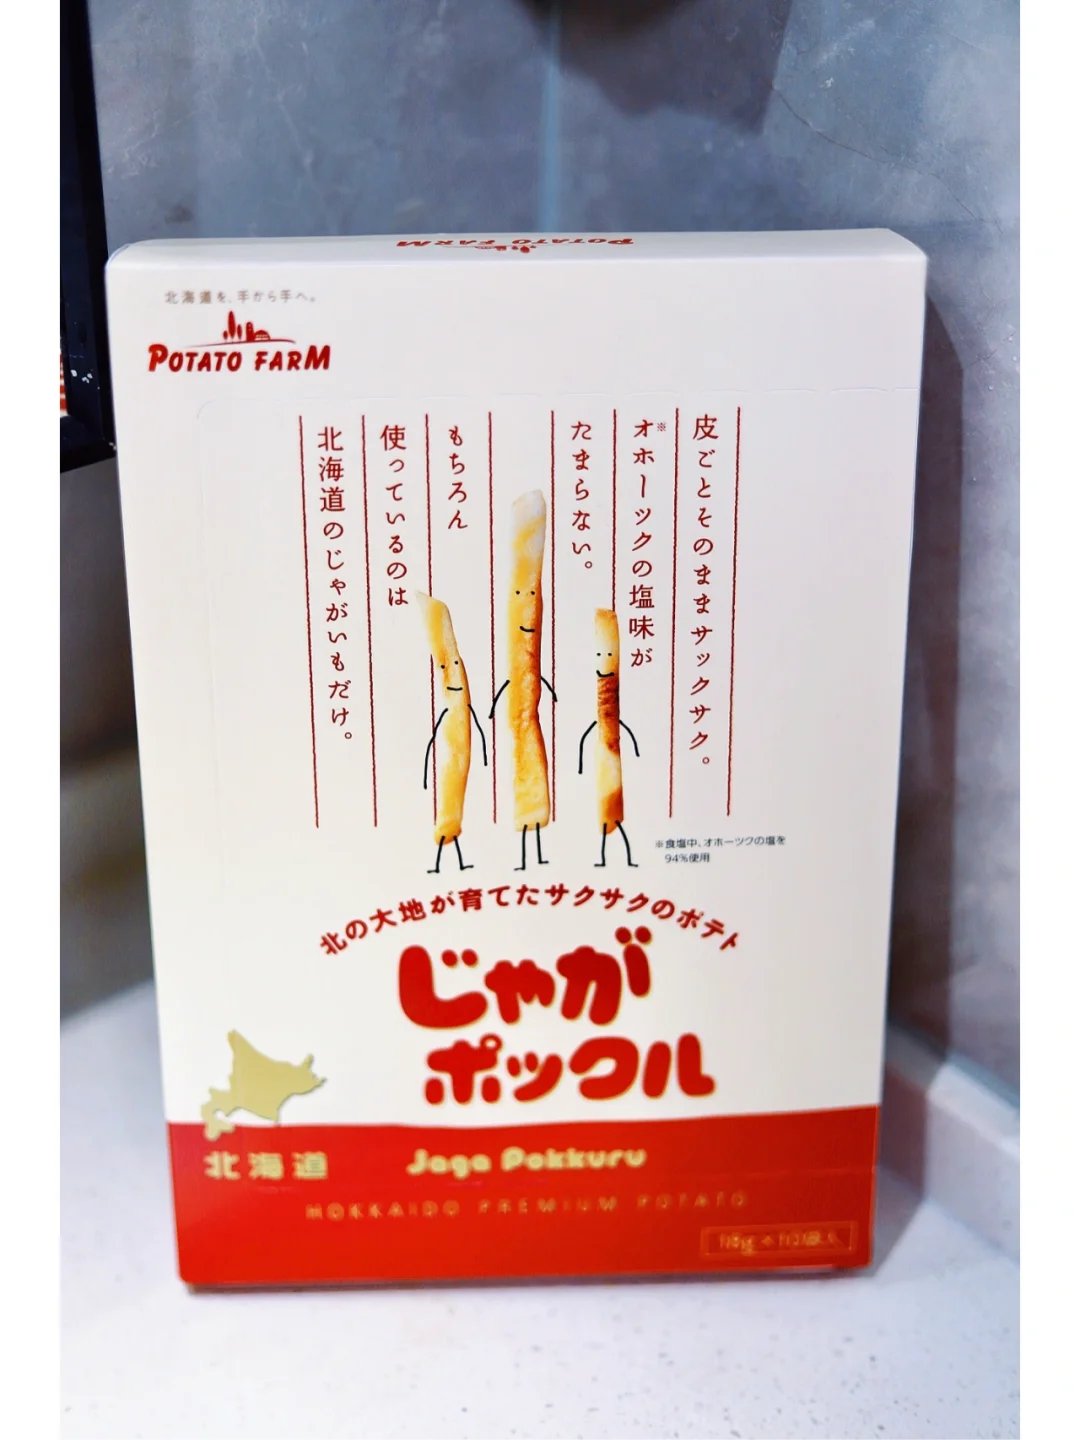 POTATO FARM
北海道を、手から手へ。
POTATO FARM
皮ごとそのままサックサク。
※オホーツクの塩味が
たまらない。
もちろん
使っているのは
北海道のじゃがいもだけ。
※食塩中、オホーツクの塩を
94%使用
北の大地が育てたサクサクのポテト
じゃが
ポックル
北海道
Jaga Pokkuru
HOKKAIDO PREMIUM POTATO